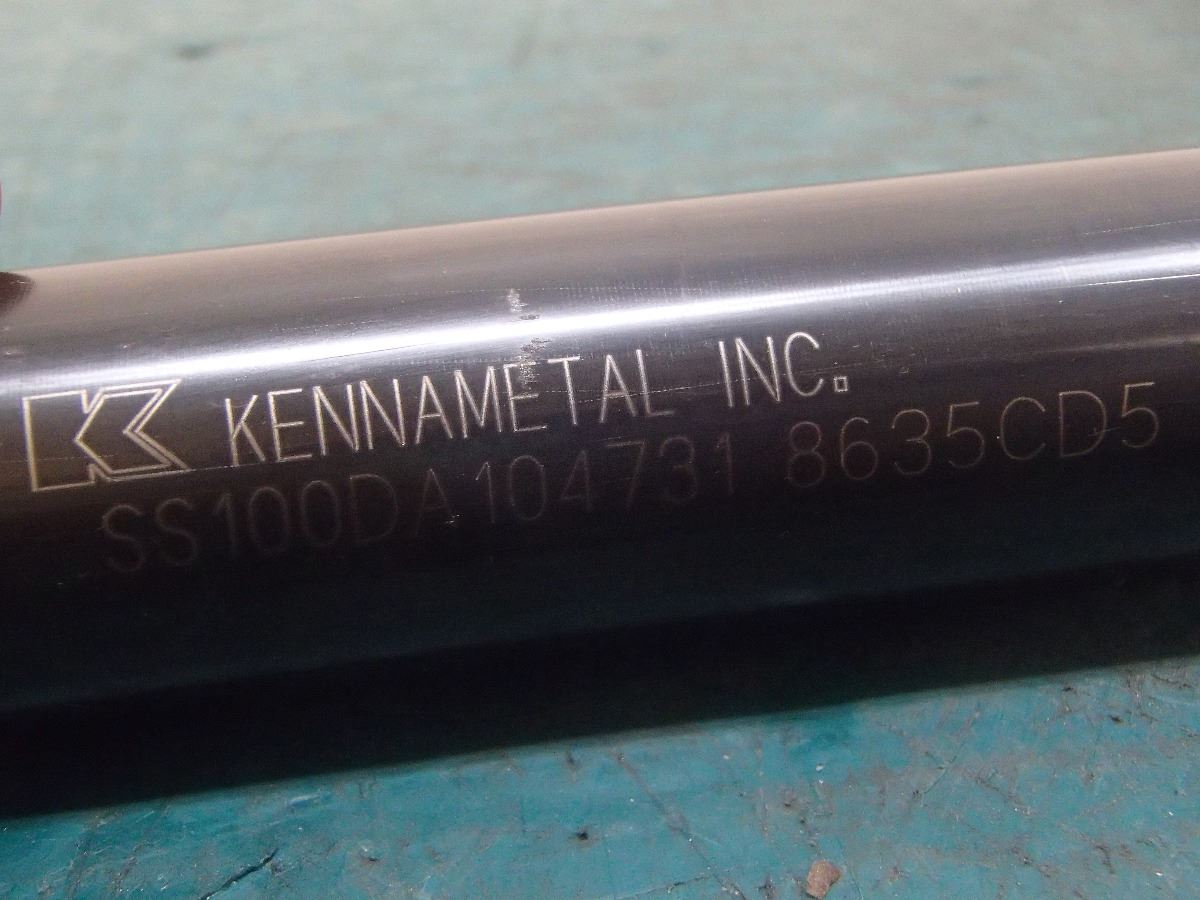 K KENNAMETAL INC.
SS100DA104731 8635CD5